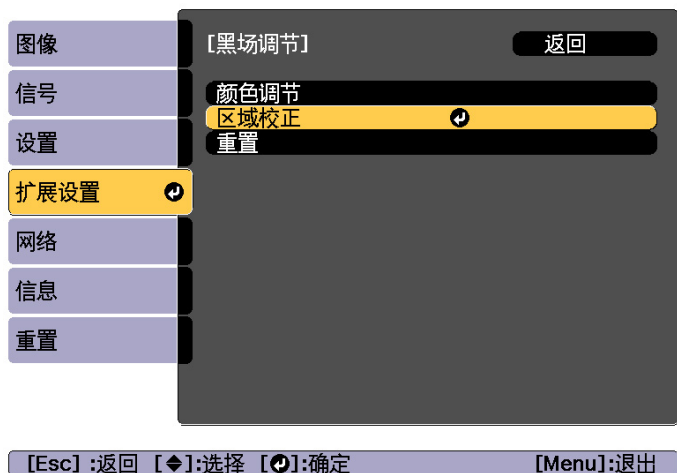 图像
信号
设置
扩展设置
网络
信息
重置
[黑场调节]
返回
颜色调节
区域校正
重置
[Esc] :返回 [◆]:选择 [↵]:确定 [Menu]:退出